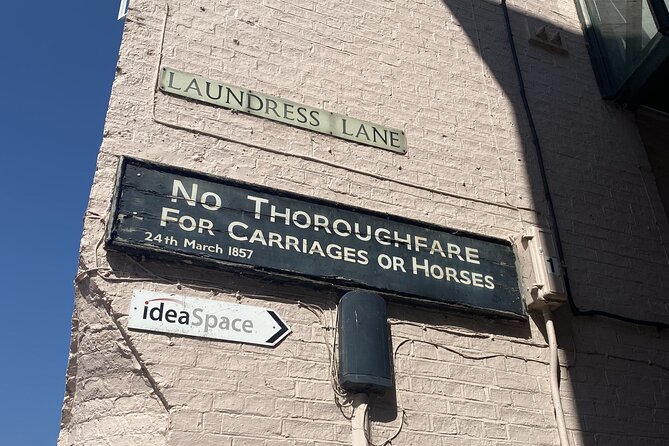 LAUNDRESS LANE
NO THOROUGHFARE
FOR CARRIAGES OR HORSES
24th March 1857
ideaSpace